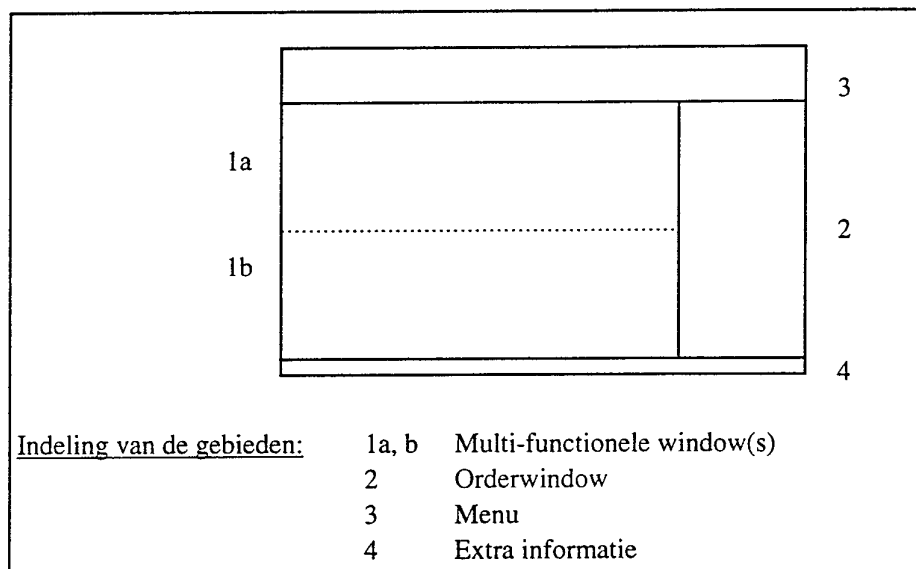 3
1a
2
1b
4
Indeling van de gebieden: 1a, b Multi-functionele window(s)
2 Orderwindow
3 Menu
4 Extra informatie